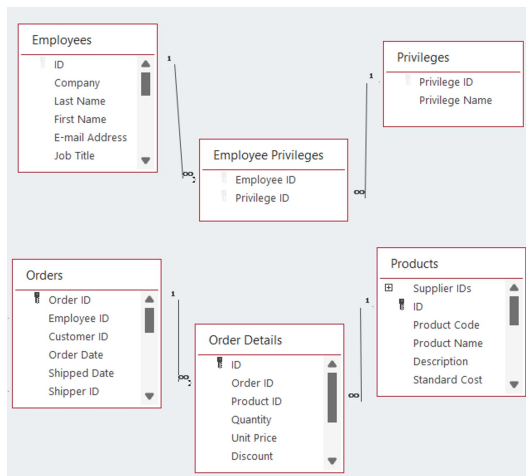 Employees
ID
Company
Last Name
First Name
E-mail Address
Job Title
1
∞
Employee Privileges
Employee ID
Privilege ID
1
∞
Privileges
Privilege ID
Privilege Name
Orders
Order ID
Employee ID
Customer ID
Order Date
Shipped Date
Shipper ID
1
∞
Order Details
ID
Order ID
Product ID
Quantity
Unit Price
Discount
1
∞
Products
Supplier IDs
ID
Product Code
Product Name
Description
Standard Cost